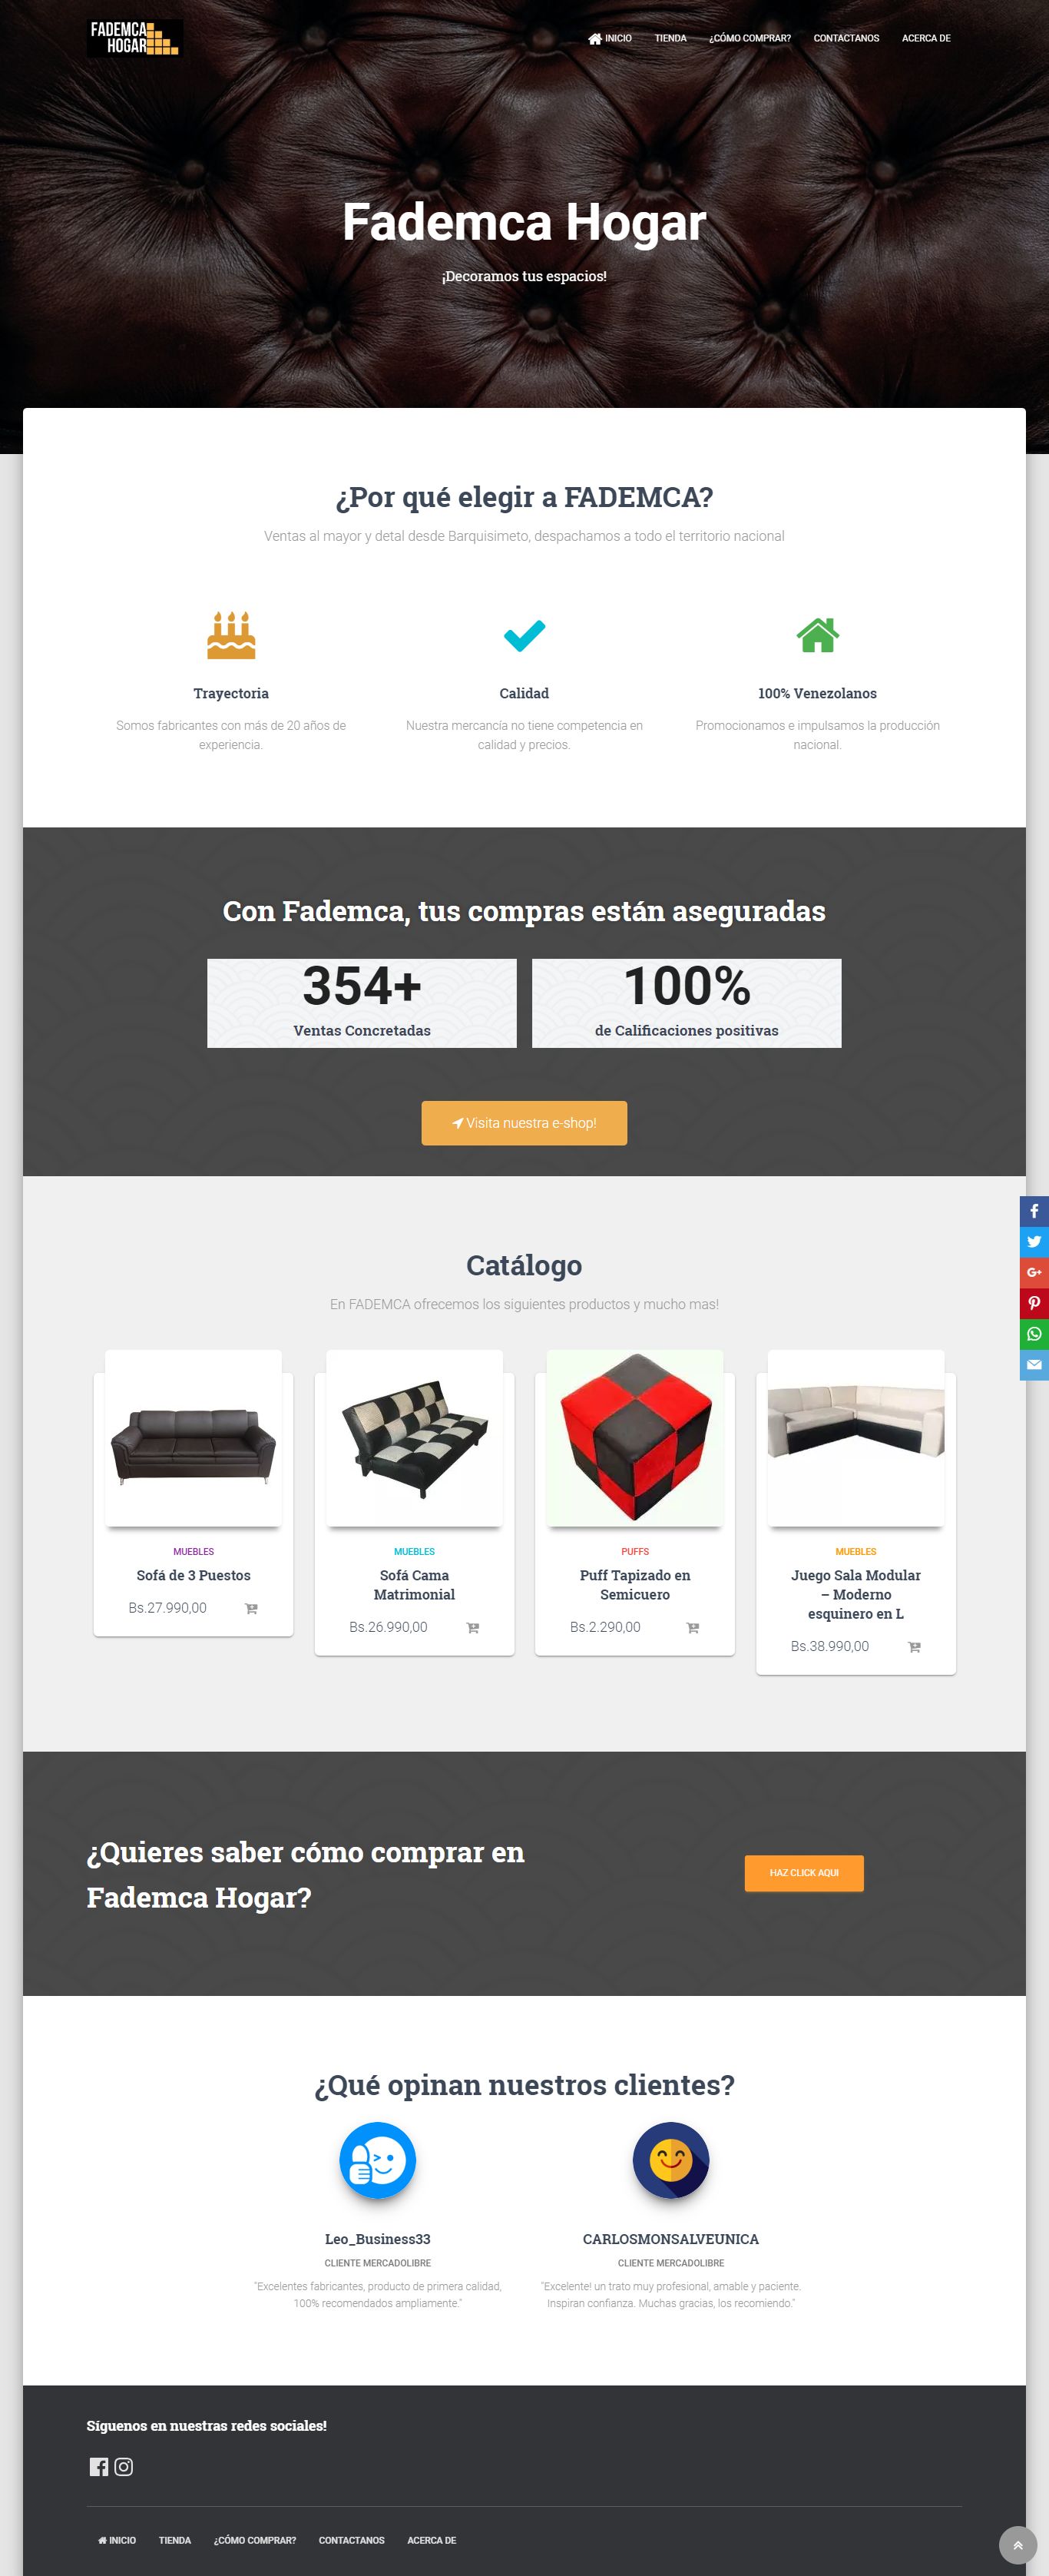 FADEMCA
HOGAR
INICIO
TIENDA
¿CÓMO COMPRAR?
CONTACTANOS
ACERCA DE
Fademca Hogar
¡Decoramos tus espacios!
¿Por qué elegir a FADEMCA?
Ventas al mayor y detal desde Barquisimeto, despachamos a todo el territorio nacional
Trayectoria
Somos fabricantes con más de 20 años de
experiencia.
Calidad
Nuestra mercancía no tiene competencia en
calidad y precios.
100% Venezolanos
Promocionamos e impulsamos la producción
nacional.
Con Fademca, tus compras están aseguradas
354+
Ventas Concretadas
100%
de Calificaciones positivas
Visita nuestra e-shop!
Catálogo
En FADEMCA ofrecemos los siguientes productos y mucho mas!
MUEBLES
Sofá de 3 Puestos
Bs.27.990,00
MUEBLES
Sofá Cama
Matrimonial
Bs.26.990,00
PUFFS
Puff Tapizado en
Semicuero
Bs.2.290,00
MUEBLES
Juego Sala Modular
– Moderno
esquinero en L
Bs.38.990,00
¿Quieres saber cómo comprar en
Fademca Hogar?
HAZ CLICK AQUI
¿Qué opinan nuestros clientes?
Leo_Business33
CLIENTE MERCADOLIBRE
"Excelentes fabricantes, producto de primera calidad,
100% recomendados ampliamente."
CARLOSMONSALVEUNICA
CLIENTE MERCADOLIBRE
"Excelente! un trato muy profesional, amable y paciente.
Inspiran confianza. Muchas gracias, los recomiendo."
Síguenos en nuestras redes sociales!
INICIO
TIENDA
¿CÓMO COMPRAR?
CONTACTANOS
ACERCA DE